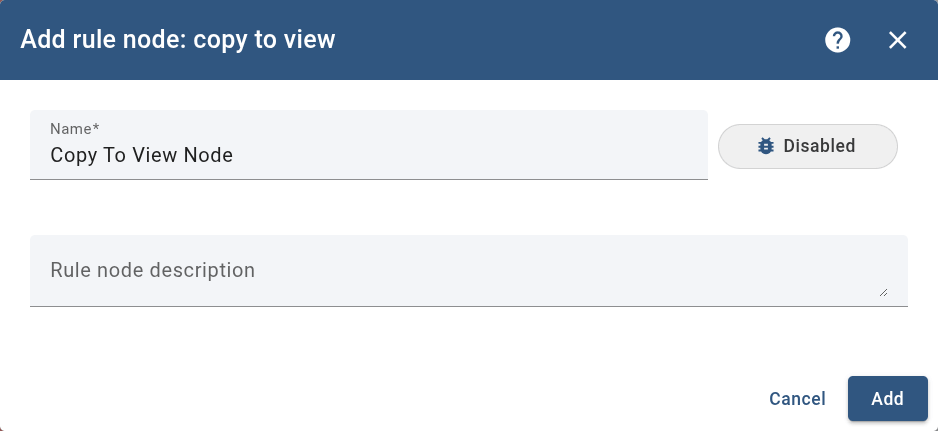 Add rule node: copy to view
Name*
Copy To View Node
Disabled
Rule node description
Cancel
Add